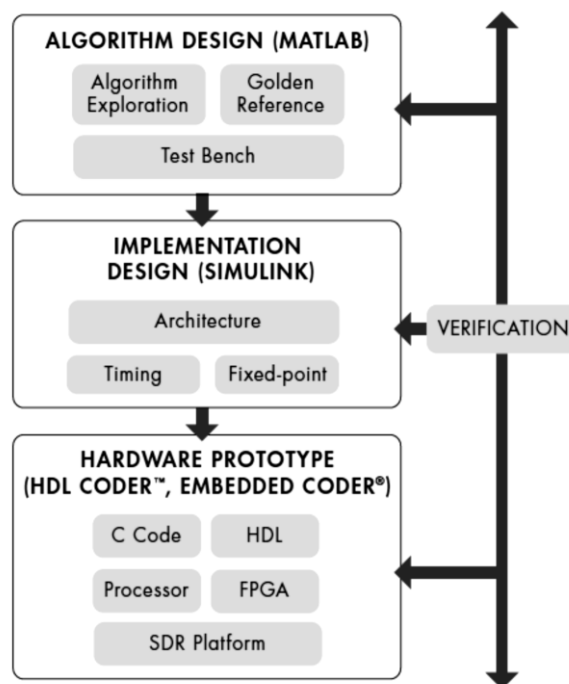 ALGORITHM DESIGN (MATLAB)
Algorithm
Exploration
Golden
Reference
Test Bench
IMPLEMENTATION
DESIGN (SIMULINK)
Architecture
Timing
Fixed-point
VERIFICATION
HARDWARE PROTOTYPE
(HDL CODER™, EMBEDDED CODER®)
C Code
HDL
Processor
FPGA
SDR Platform